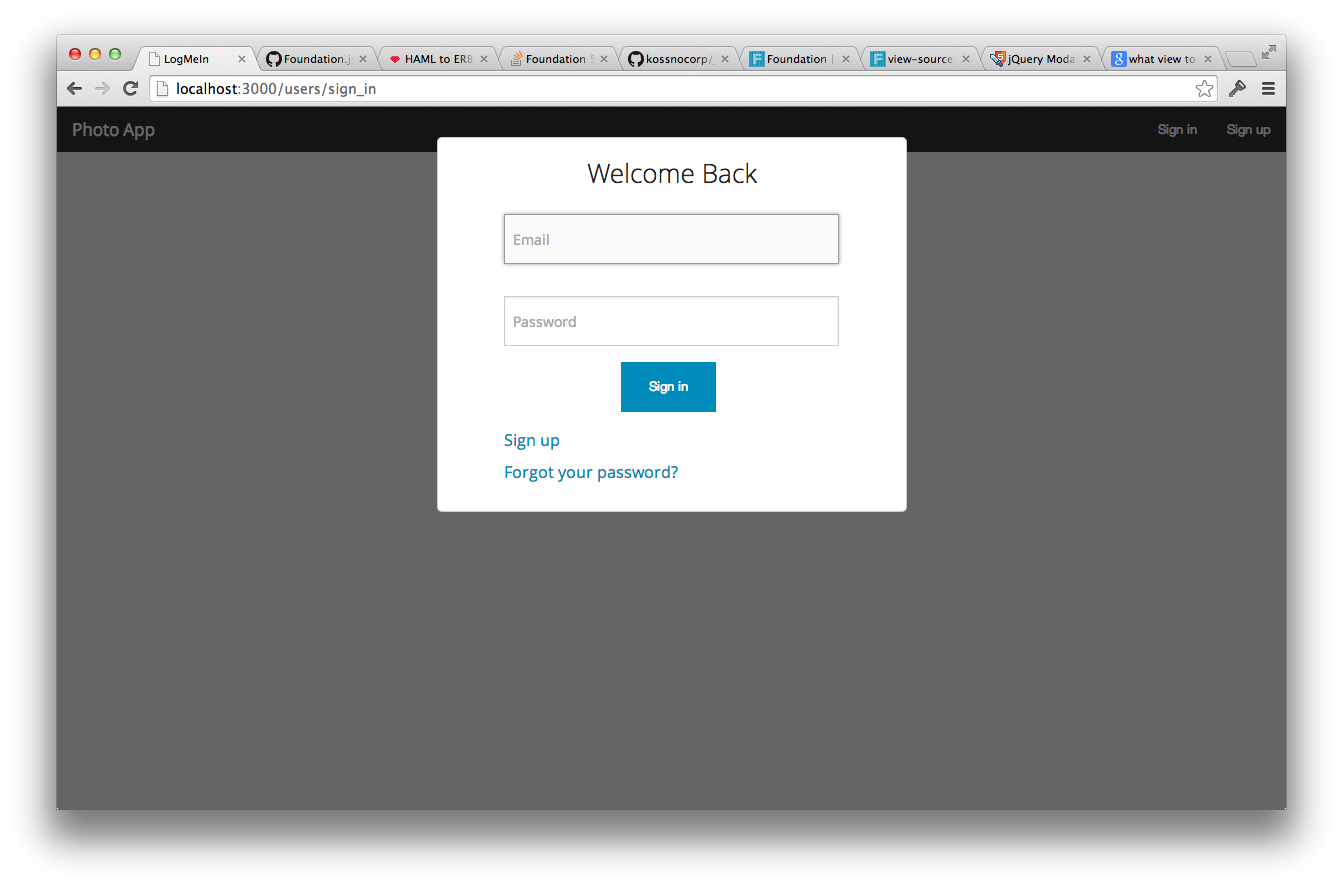 LogMeIn Foundation.j HAML to ERB Foundation 5 kossnocorp/ Foundation | view-source jQuery Moda what view to
localhost:3000/users/sign_in
Photo App Sign in Sign up
Welcome Back
Email
Password
Sign in
Sign up
Forgot your password?